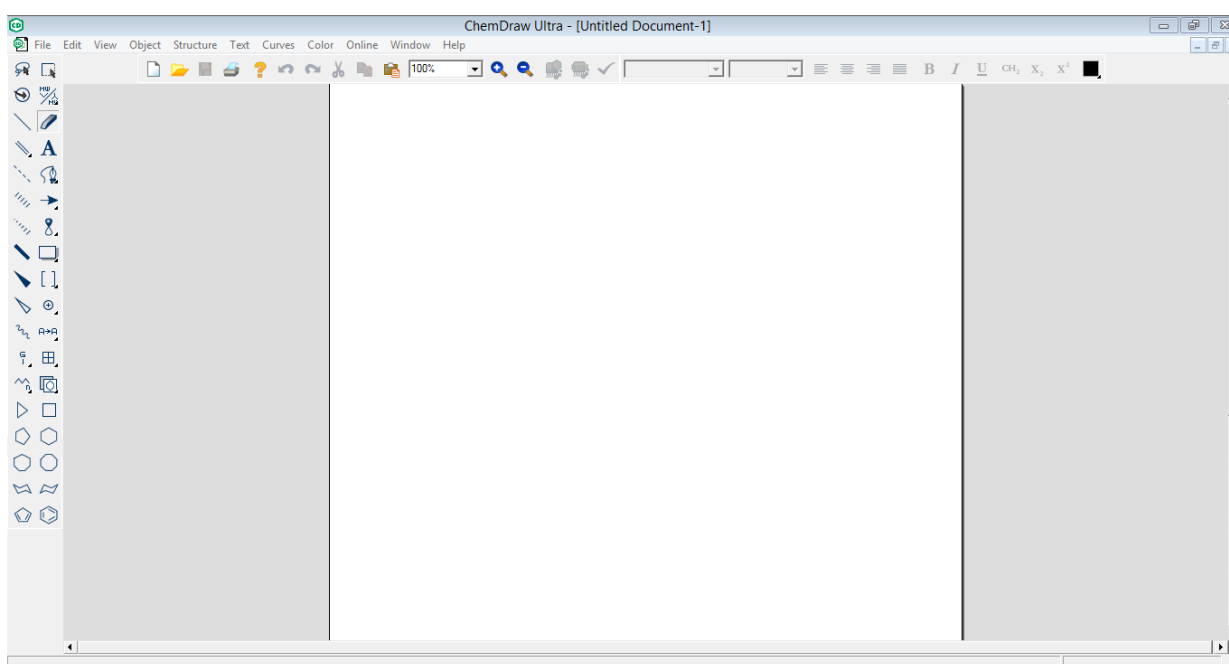 ChemDraw Ultra - [Untitled Document-1]
File Edit View Object Structure Text Curves Color Online Window Help
100%
B I U CH₂ X₂ X²
A
A→A